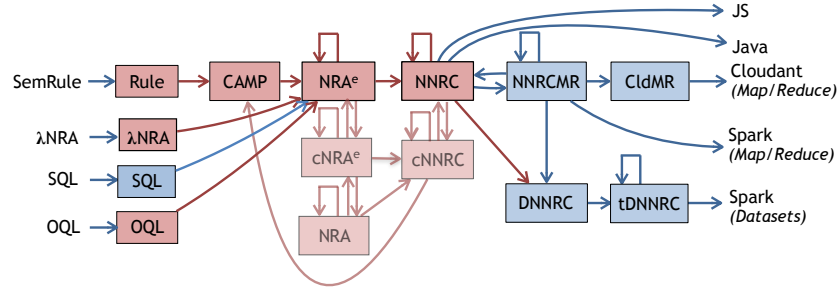 JS
Java
SemRule Rule CAMP NRAᵉ NNRC NNRCMR CldMR Cloudant
(Map/Reduce)
λNRA λNRA cNRAᵉ cNNRC Spark
(Map/Reduce)
SQL SQL DNNRC tDNNRC Spark
(Datasets)
OQL OQL NRA